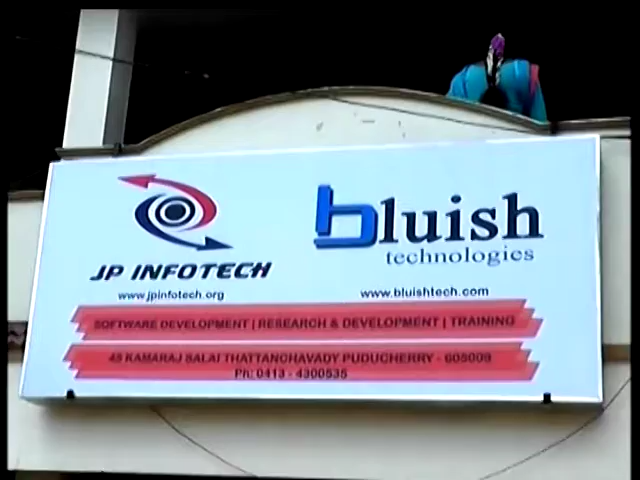 JP INFOTECH
www.jpinfotech.org
bluish
technologies
www.bluishtech.com
SOFTWARE DEVELOPMENT | RESEARCH & DEVELOPMENT | TRAINING
45 KAMARAJ SALAI THATTANCHAVADY PUDUCHERRY - 605009
Ph: 0413 - 4300535